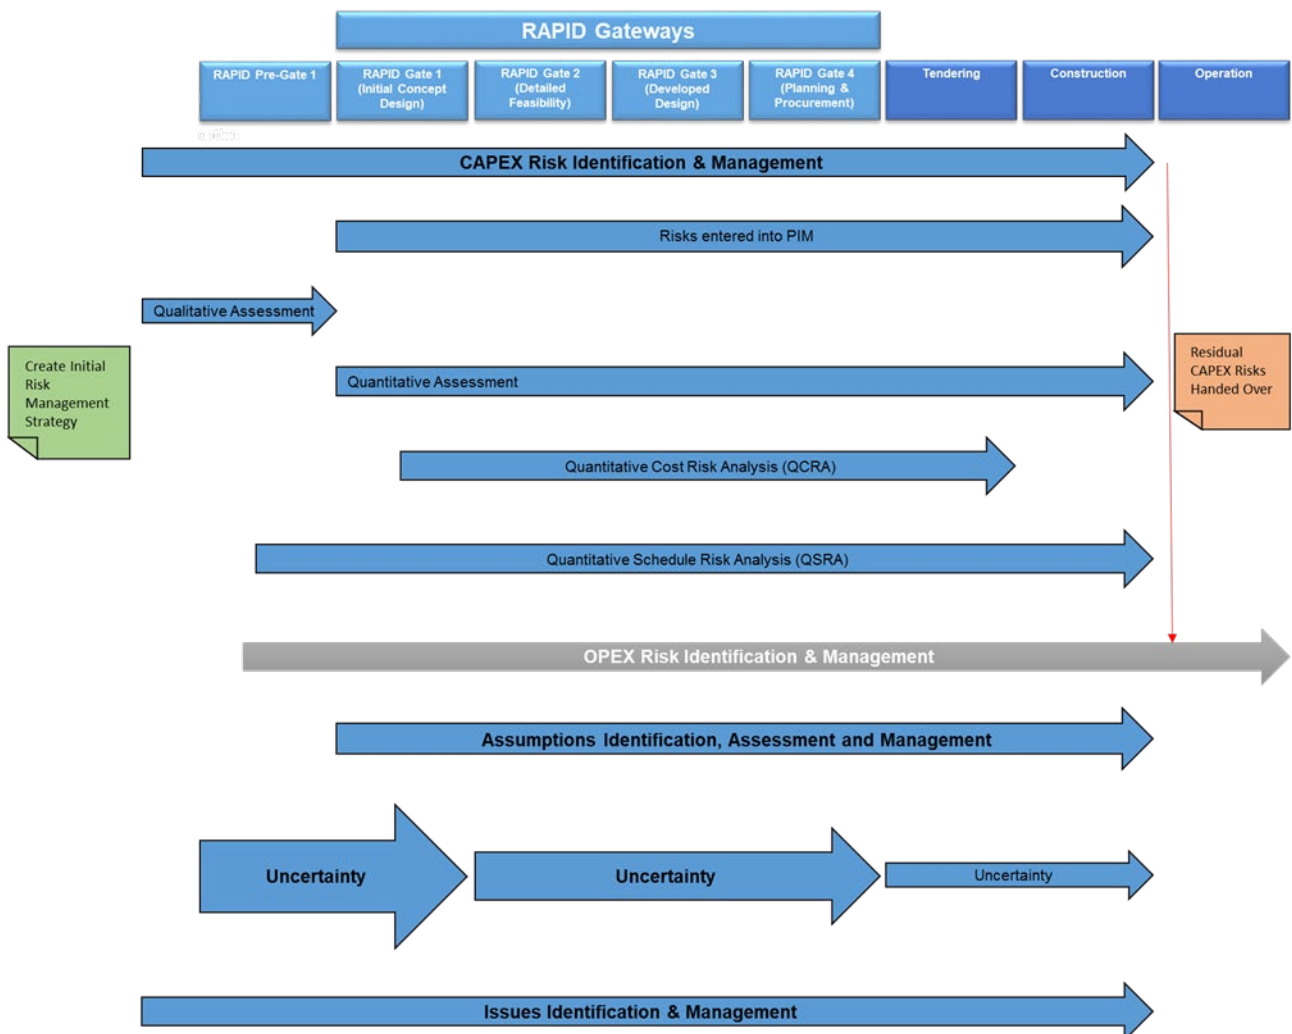 RAPID Gateways
RAPID Pre-Gate 1
RAPID Gate 1
(Initial Concept
Design)
RAPID Gate 2
(Detailed
Feasibility)
RAPID Gate 3
(Developed
Design)
RAPID Gate 4
(Planning &
Procurement)
Tendering
Construction
Operation
CAPEX Risk Identification & Management
Risks entered into PIM
Qualitative Assessment
Create Initial
Risk
Management
Strategy
Quantitative Assessment
Residual
CAPEX Risks
Handed Over
Quantitative Cost Risk Analysis (QCRA)
Quantitative Schedule Risk Analysis (QSRA)
OPEX Risk Identification & Management
Assumptions Identification, Assessment and Management
Uncertainty
Uncertainty
Uncertainty
Issues Identification & Management